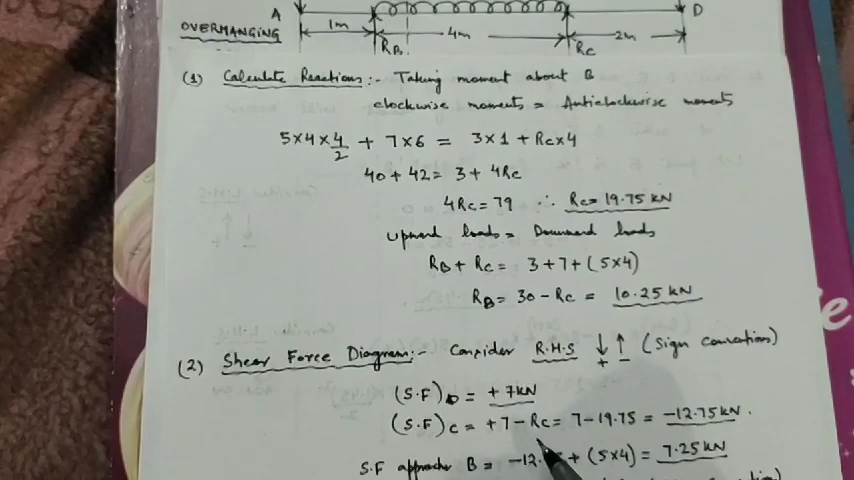 A D
OVERHANGING 1m 4m 2m
RB RC
(1) Calculate Reactions:- Taking moment about B
clockwise moments = Anticlockwise moments
5×4×4/2 + 7×6 = 3×1 + Rc×4
40 + 42 = 3 + 4Rc
4Rc = 79 ∴ Rc = 19.75 kN
Upward loads = Downward loads
RB + Rc = 3+7+(5×4)
RB = 30 - Rc = 10.25 kN
(2) Shear Force Diagram:- Consider R.H.S ↓+ ↑- (Sign convention)
(S.F)D = + 7kN
(S.F)C = +7 - Rc = 7 - 19.75 = -12.75 kN.
S.F approches B = -12. + (5×4) = 7.25 kN